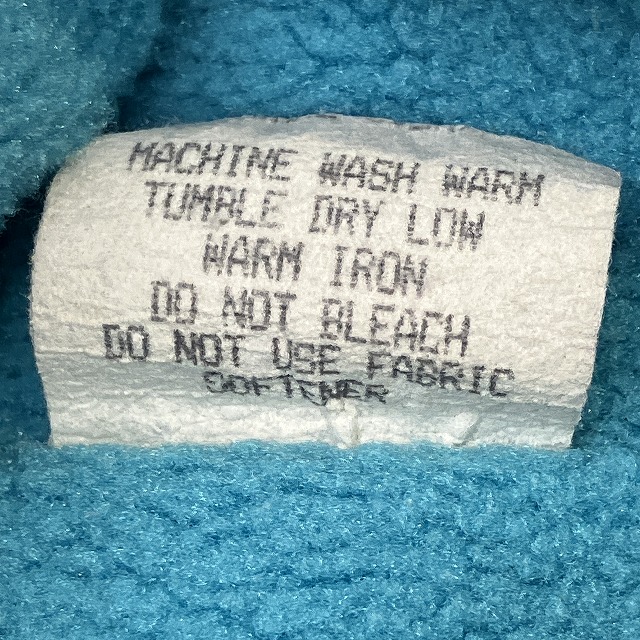 MACHINE WASH WARM
TUMBLE DRY LOW
WARM IRON
DO NOT BLEACH
DO NOT USE FABRIC
SOFTENER